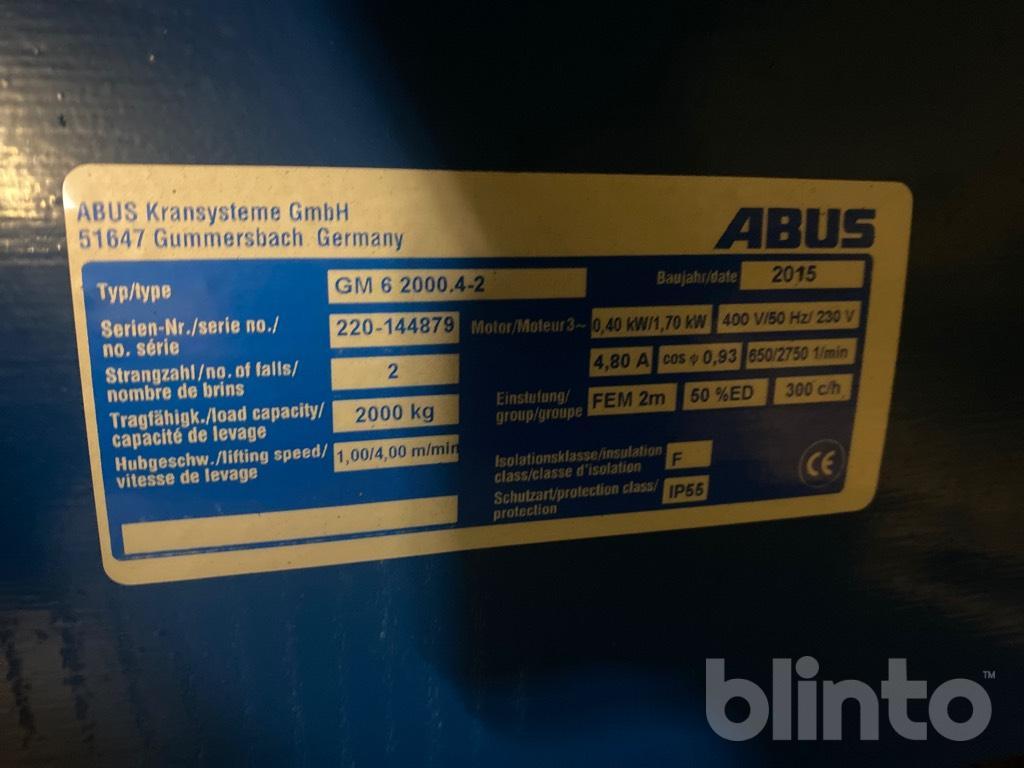 ABUS Kransysteme GmbH
51647 Gummersbach Germany
ABUS
Typ/type
GM 6 2000.4-2
Baujahr/date
2015
Serien-Nr./serie no./
no. série
220-144879
Motor/Moteur 3~
0,40 kW/1,70 kW
400 V/50 Hz/ 230 V
Strangzahl/no. of falls/
nombre de brins
2
4,80 A
cos φ 0,93
650/2750 1/min
Tragfähigk./load capacity/
capacité de levage
2000 kg
Einstufung/
group/groupe
FEM 2m
50 %ED
300 c/h
Hubgeschw./lifting speed/
vitesse de levage
1,00/4,00 m/min
Isolationsklasse/insulation
class/classe d'isolation
F
CE
Schutzart/protection class/
protection
IP55
blinto™